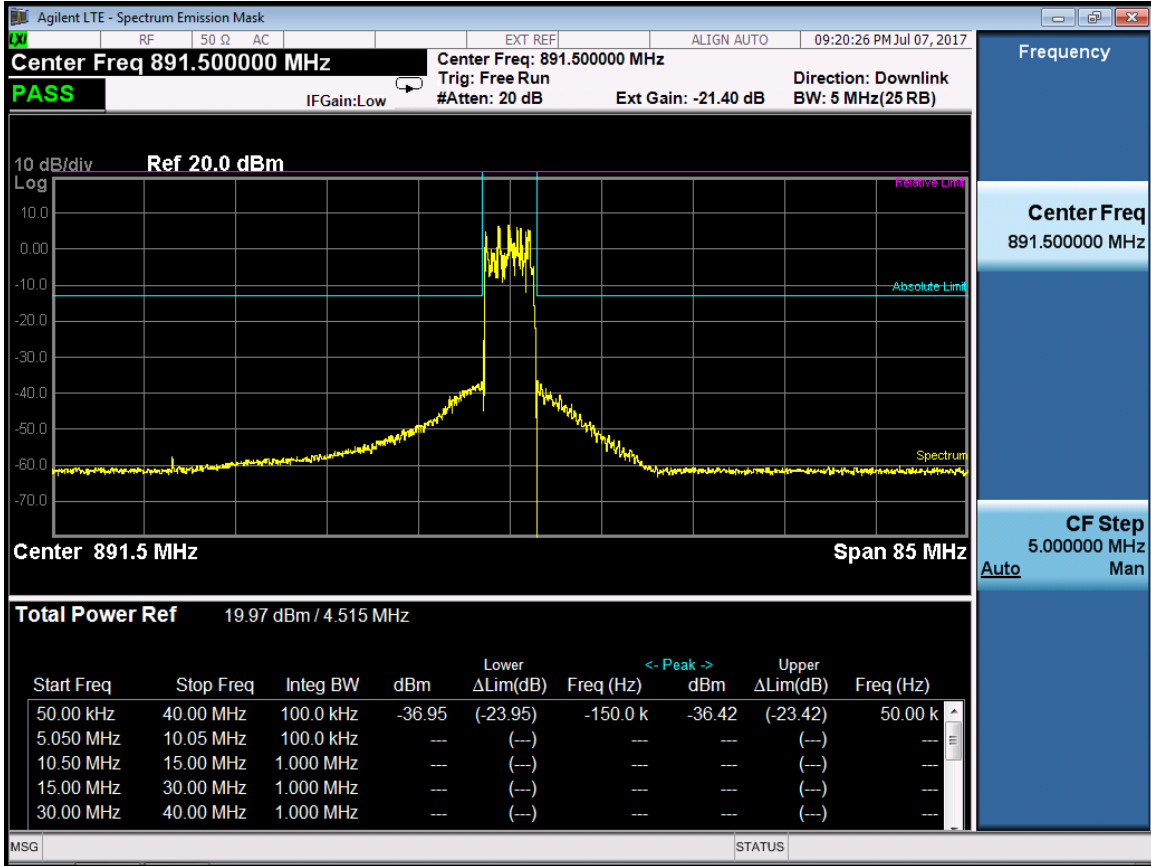 Agilent LTE - Spectrum Emission Mask
LXI RF 50 Ω AC EXT REF ALIGN AUTO 09:20:26 PM Jul 07, 2017
Center Freq 891.500000 MHz
Center Freq: 891.500000 MHz
Trig: Free Run Direction: Downlink
PASS
IFGain:Low #Atten: 20 dB Ext Gain: -21.40 dB BW: 5 MHz(25 RB)
10 dB/div Ref 20.0 dBm
Log
Relative Limit
10.0
0.00
-10.0
Absolute Limit
-20.0
-30.0
-40.0
-50.0
Spectrum
-60.0
-70.0
Center 891.5 MHz Span 85 MHz
Total Power Ref 19.97 dBm / 4.515 MHz
Lower <- Peak -> Upper
Start Freq Stop Freq Integ BW dBm ΔLim(dB) Freq (Hz) dBm ΔLim(dB) Freq (Hz)
50.00 kHz 40.00 MHz 100.0 kHz -36.95 (-23.95) -150.0 k -36.42 (-23.42) 50.00 k
5.050 MHz 10.05 MHz 100.0 kHz --- (---) --- --- (---) ---
10.50 MHz 15.00 MHz 1.000 MHz --- (---) --- --- (---) ---
15.00 MHz 30.00 MHz 1.000 MHz --- (---) --- --- (---) ---
30.00 MHz 40.00 MHz 1.000 MHz --- (---) --- --- (---) ---
MSG STATUS
Frequency
Center Freq
891.500000 MHz
CF Step
5.000000 MHz
Auto Man